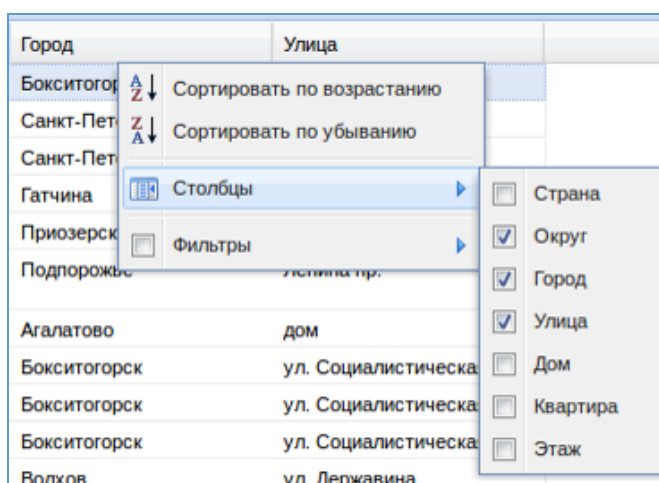 Город Улица
Бокситогор
Сортировать по возрастанию
Санкт-Пет
Сортировать по убыванию
Санкт-Пет
Гатчина
Столбцы
Страна
Приозерск
Фильтры
Округ
Подпорожье Ленина пр.
Город
Агалатово дом
Улица
Бокситогорск ул. Социалистическа
Дом
Бокситогорск ул. Социалистическа
Квартира
Бокситогорск ул. Социалистическа
Этаж
Волхов ул. Державина